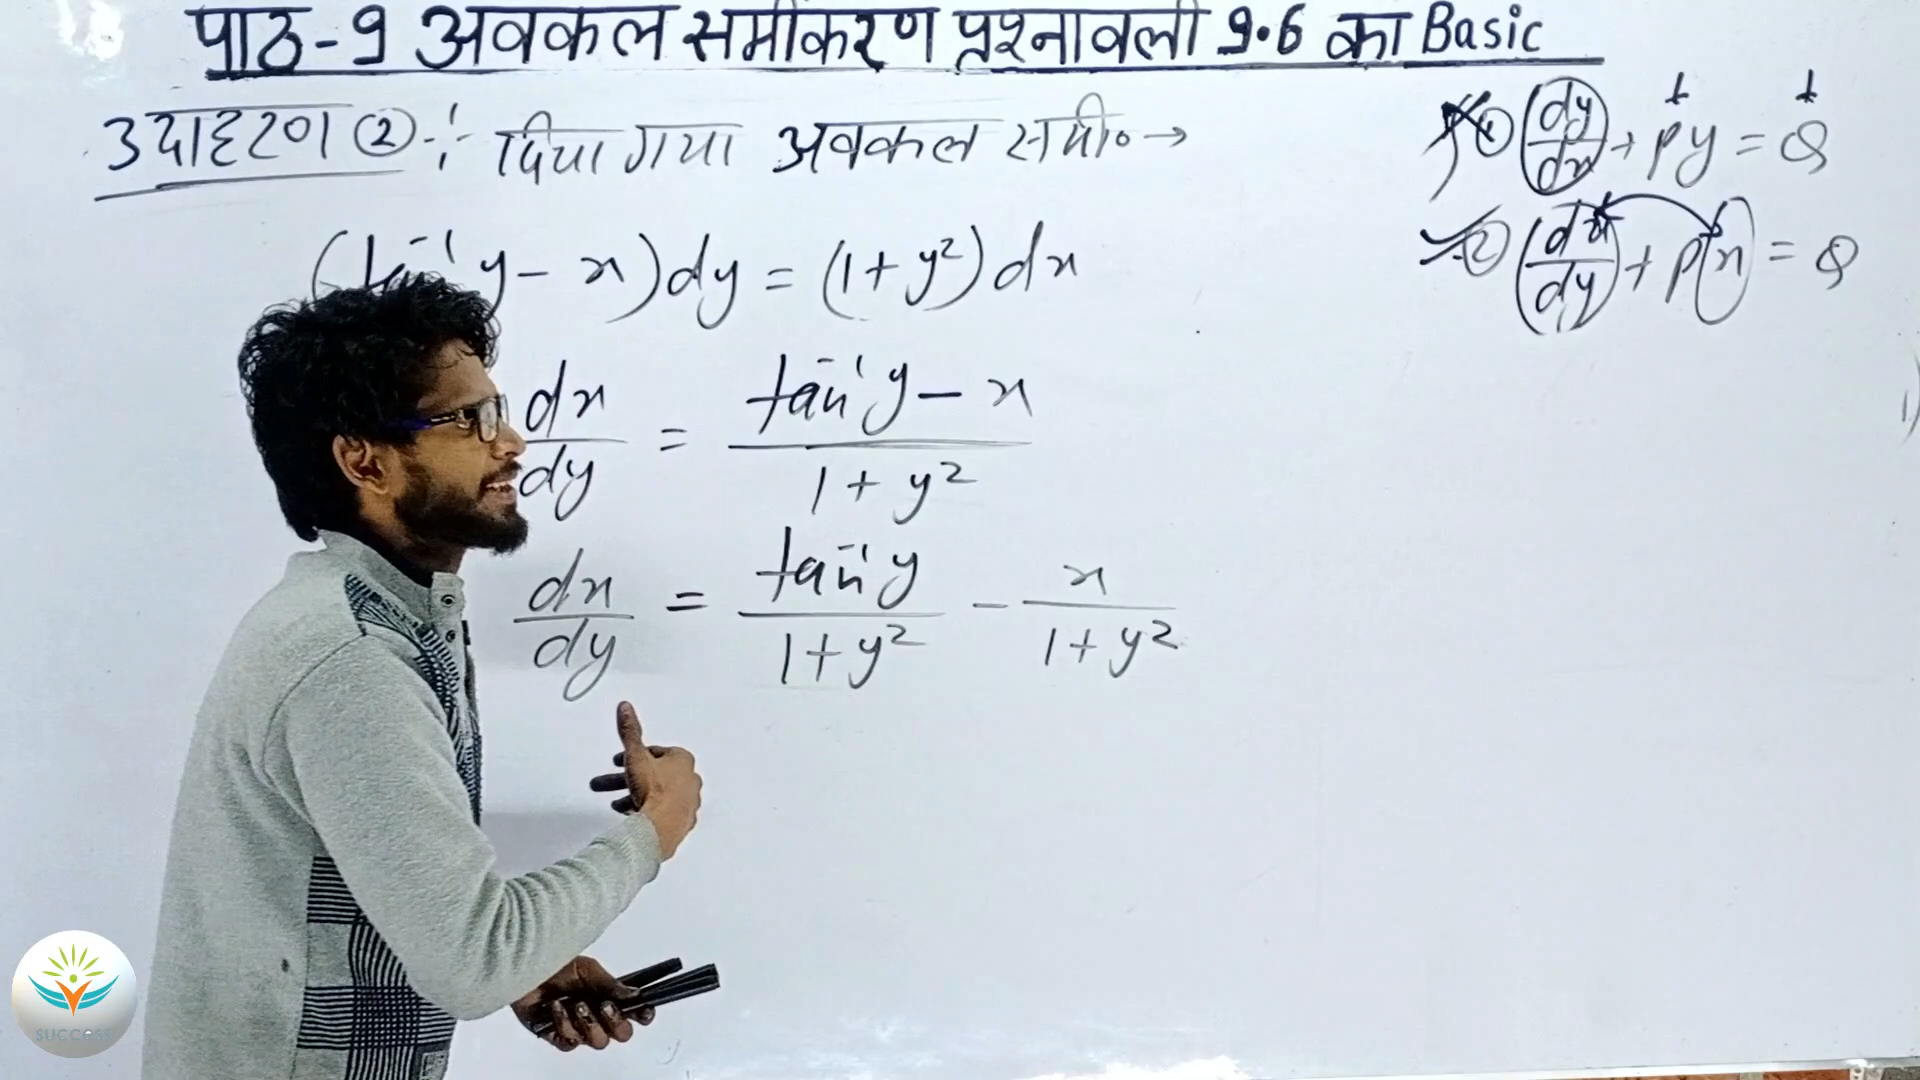 पाठ-9 अवकल समीकरण प्रश्नावली 9.6 का Basic
उदाहरण ② :- दिया गया अवकल समी० →
(tan⁻¹y - x)dy = (1+y²)dx
dx/dy = (tan⁻¹y - x)/(1+y²)
dx/dy = tan⁻¹y/(1+y²) - x/(1+y²)
① (dy/dx) + Py = Q
② (dx/dy) + P(x) = Q
SUCCESS